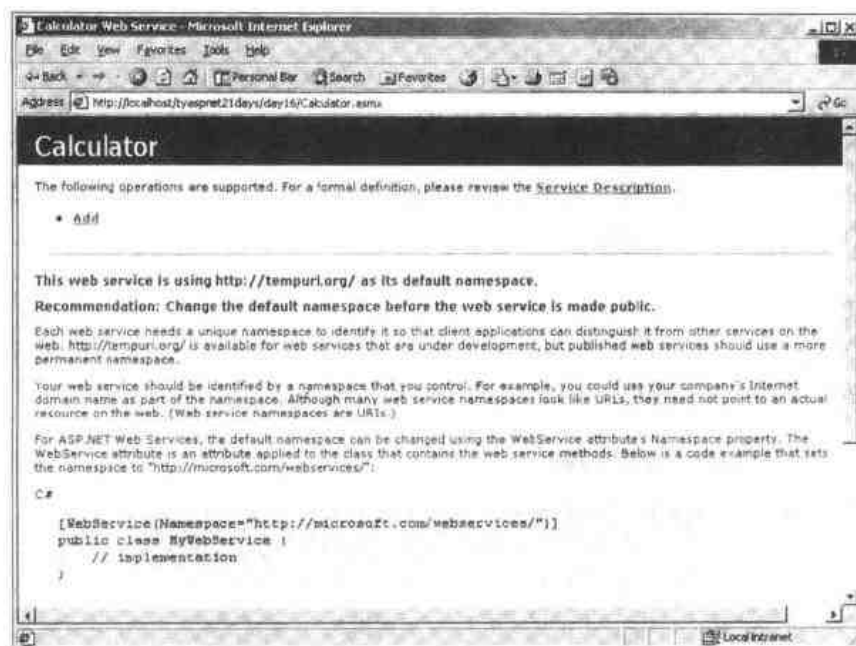 Calculator Web Service - Microsoft Internet Explorer
File Edit View Favorites Tools Help
Back Personal Bar Search Favorites
Address http://localhost/tyaspnet21days/day16/Calculator.asmx Go
Calculator
The following operations are supported. For a formal definition, please review the Service Description.
• Add
This web service is using http://tempuri.org/ as its default namespace.
Recommendation: Change the default namespace before the web service is made public.
Each web service needs a unique namespace to identify it so that client applications can distinguish it from other services on the
web. http://tempuri.org/ is available for web services that are under development, but published web services should use a more
permanent namespace.
Your web service should be identified by a namespace that you control. For example, you could use your company's Internet
domain name as part of the namespace. Although many web service namespaces look like URLs, they need not point to an actual
resource on the web. (Web service namespaces are URIs.)
For ASP.NET Web Services, the default namespace can be changed using the WebService attribute's Namespace property. The
WebService attribute is an attribute applied to the class that contains the web service methods. Below is a code example that sets
the namespace to "http://microsoft.com/webservices/":
C#
[WebService(Namespace="http://microsoft.com/webservices/")]
public class MyWebService {
// implementation
}
Local intranet